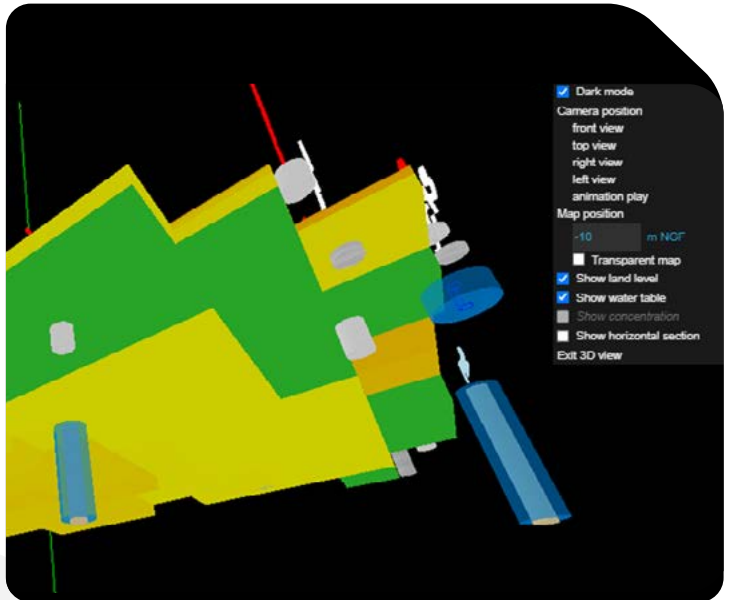 Dark mode
Camera position
front view
top view
right view
left view
animation play
Map position
-10 m NGF
Transparent map
Show land level
Show water table
Show concentration
Show horizontal section
Exit 3D view